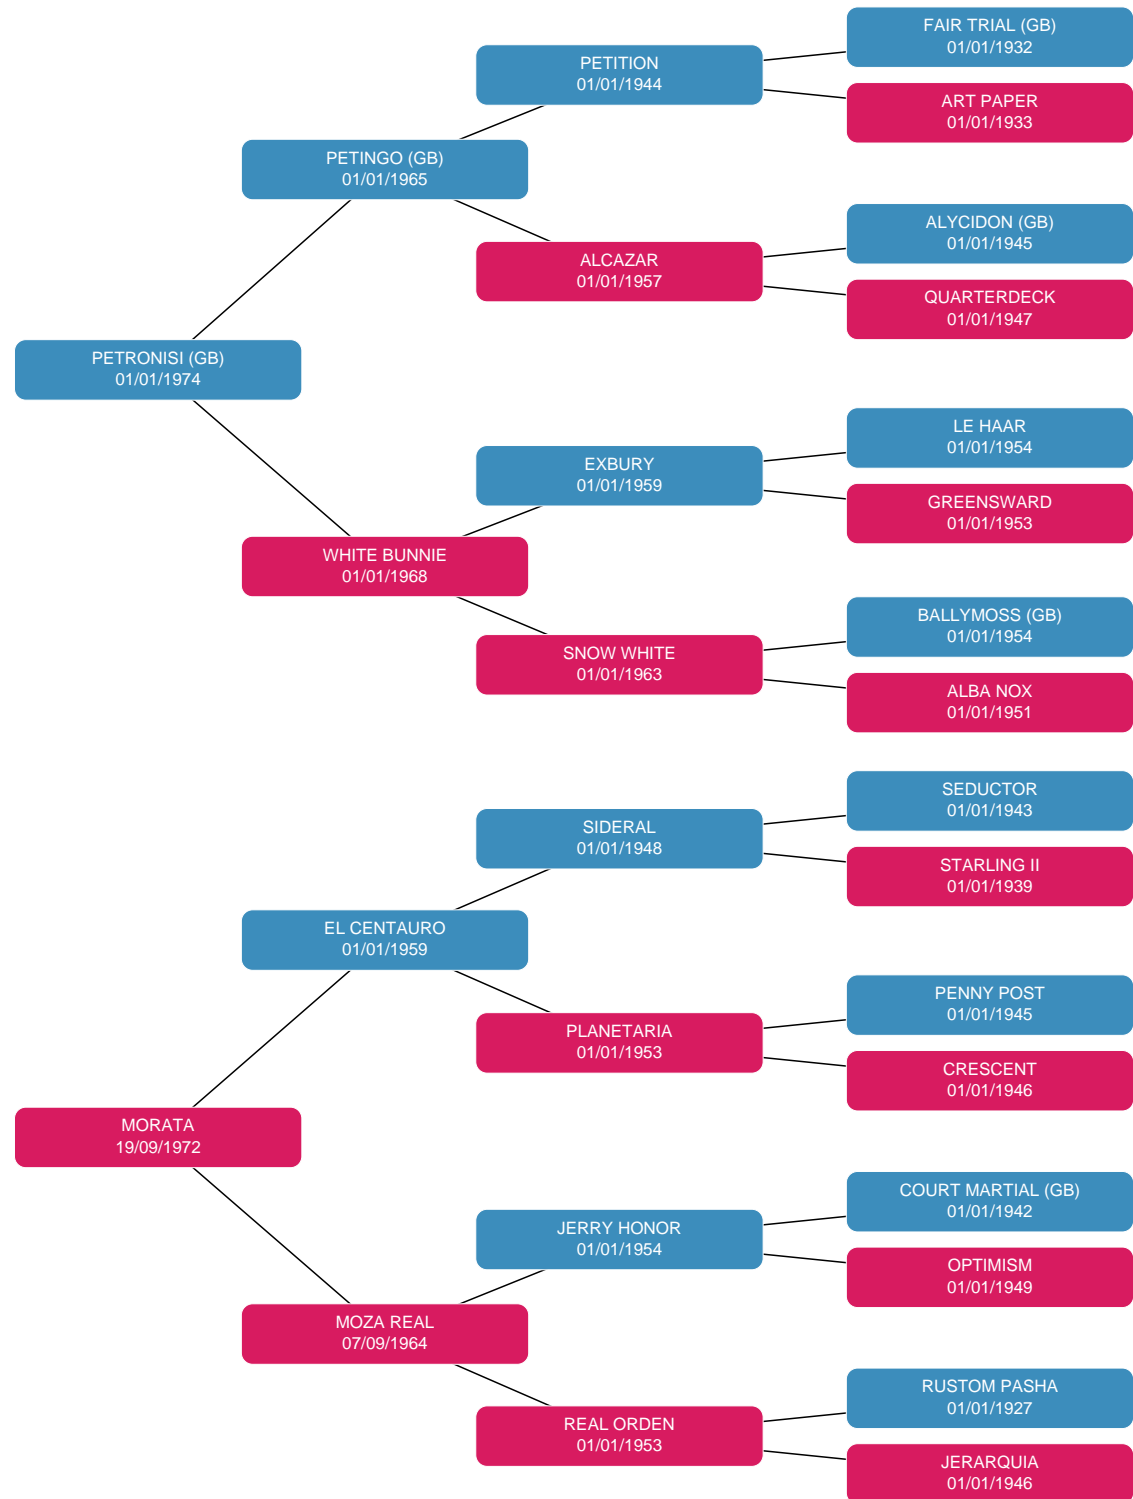 FAIR TRIAL (GB)
01/01/1932
PETITION
01/01/1944
ART PAPER
01/01/1933
PETINGO (GB)
01/01/1965
ALYCIDON (GB)
01/01/1945
ALCAZAR
01/01/1957
QUARTERDECK
01/01/1947
PETRONISI (GB)
01/01/1974
LE HAAR
01/01/1954
EXBURY
01/01/1959
GREENSWARD
01/01/1953
WHITE BUNNIE
01/01/1968
BALLYMOSS (GB)
01/01/1954
SNOW WHITE
01/01/1963
ALBA NOX
01/01/1951
SEDUCTOR
01/01/1943
SIDERAL
01/01/1948
STARLING II
01/01/1939
EL CENTAURO
01/01/1959
PENNY POST
01/01/1945
PLANETARIA
01/01/1953
CRESCENT
01/01/1946
MORATA
19/09/1972
COURT MARTIAL (GB)
01/01/1942
JERRY HONOR
01/01/1954
OPTIMISM
01/01/1949
MOZA REAL
07/09/1964
RUSTOM PASHA
01/01/1927
REAL ORDEN
01/01/1953
JERARQUIA
01/01/1946